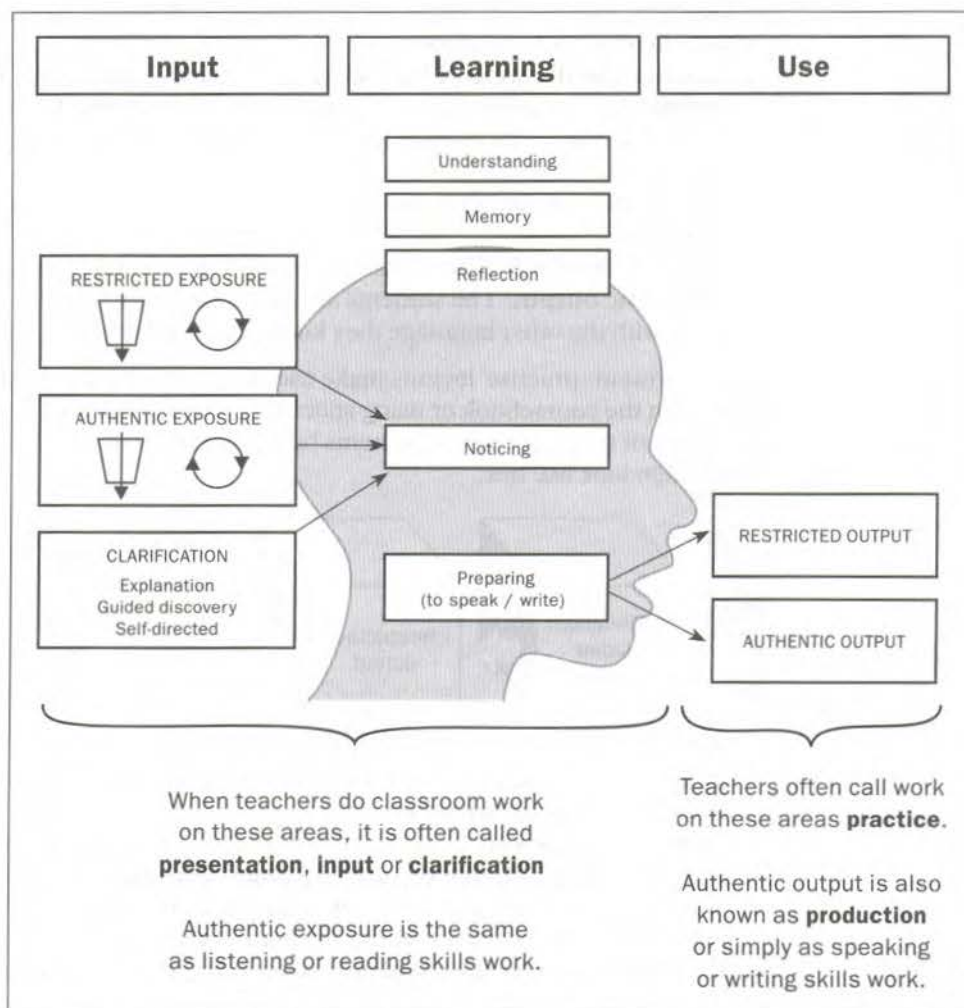 Input
Learning
Use
Understanding
Memory
Reflection
RESTRICTED EXPOSURE
AUTHENTIC EXPOSURE
CLARIFICATION
Explanation
Guided discovery
Self-directed
Noticing
Preparing
(to speak / write)
RESTRICTED OUTPUT
AUTHENTIC OUTPUT
When teachers do classroom work
on these areas, it is often called
presentation, input or clarification
Authentic exposure is the same
as listening or reading skills work.
Teachers often call work
on these areas practice.
Authentic output is also
known as production
or simply as speaking
or writing skills work.